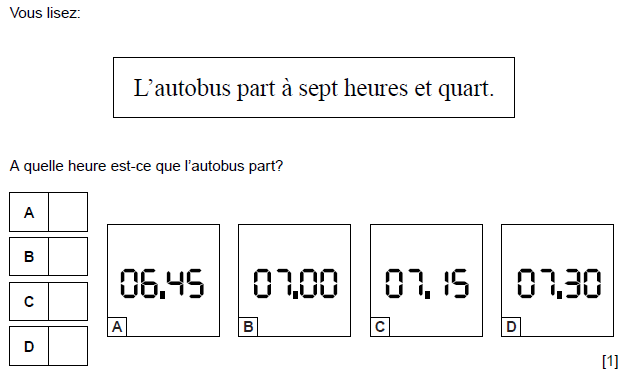 Vous lisez:
L'autobus part à sept heures et quart.
A quelle heure est-ce que l'autobus part?
A
B
C
D
06.45
A
07.00
B
07.15
C
07.30
D
[1]